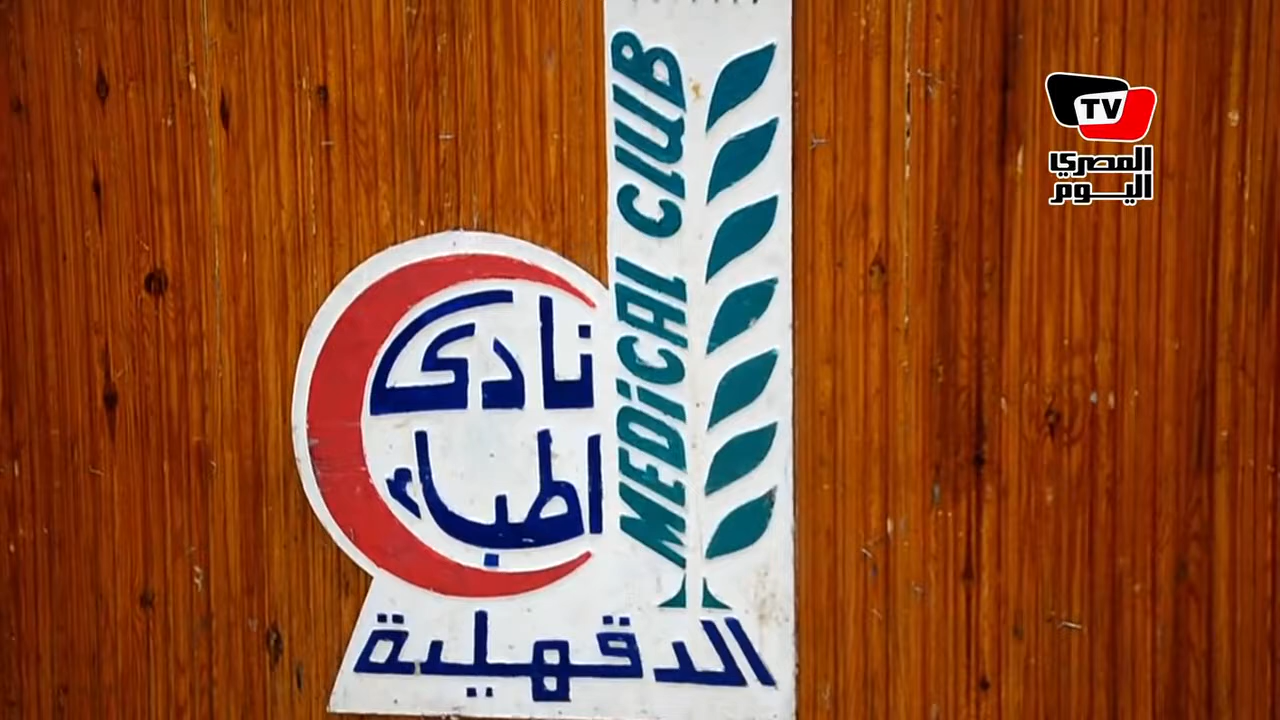 نادى
اطباء
الدقهلية
MEDiCAL CLUB
TV
المصري
اليوم